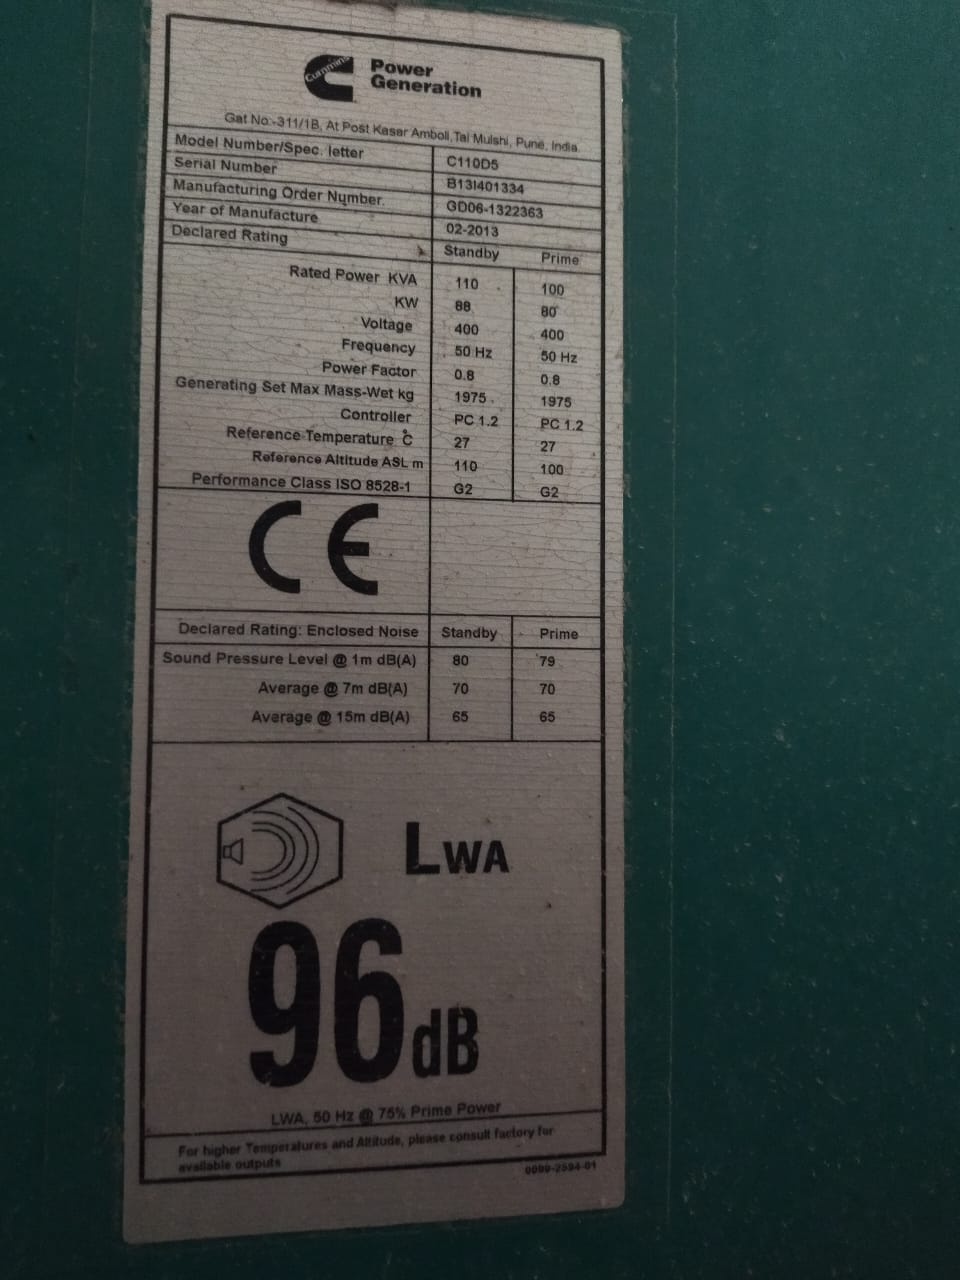 Cummins
Power
Generation
Gat No.-311/1B, At Post Kasar Amboli, Tal Mulshi, Pune, India.
Model Number/Spec. letter C110D5
Serial Number B13I401334
Manufacturing Order Number. GD06-1322363
Year of Manufacture 02-2013
Declared Rating Standby Prime
Rated Power KVA 110 100
KW 88 80
Voltage 400 400
Frequency 50 Hz 50 Hz
Power Factor 0.8 0.8
Generating Set Max Mass-Wet kg 1975 1975
Controller PC 1.2 PC 1.2
Reference Temperature °C 27 27
Reference Altitude ASL m 110 100
Performance Class ISO 8528-1 G2 G2
CE
Declared Rating: Enclosed Noise Standby Prime
Sound Pressure Level @ 1m dB(A) 80 79
Average @ 7m dB(A) 70 70
Average @ 15m dB(A) 65 65
LWA
96 dB
LWA, 50 Hz @ 75% Prime Power
For higher Temperatures and Altitude, please consult factory for
available outputs
0099-2594-01